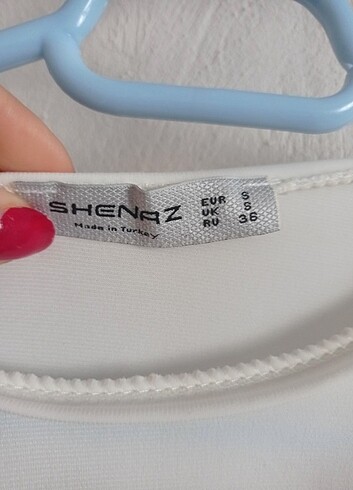 SHENAZ
Made in Turkey
EUR S
UK S
RU 36